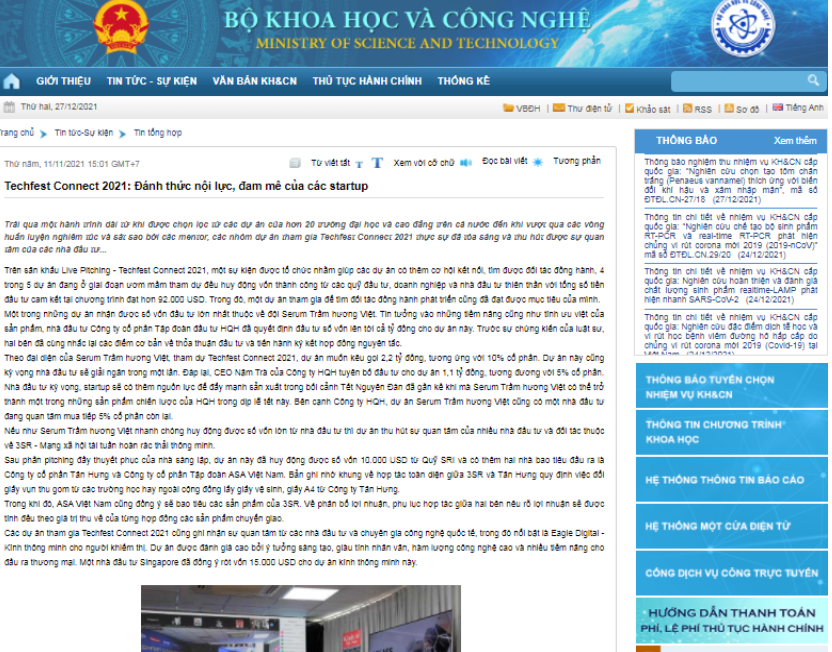 BỘ KHOA HỌC VÀ CÔNG NGHỆ
MINISTRY OF SCIENCE AND TECHNOLOGY
GIỚI THIỆU TIN TỨC - SỰ KIỆN VĂN BẢN KH&CN THỦ TỤC HÀNH CHÍNH THỐNG KÊ
Thứ hai, 27/12/2021
VBĐH | Thư điện tử | Khảo sát | RSS | Sơ đồ | Tiếng Anh
Trang chủ Tin tức-Sự kiện Tin tổng hợp
Thứ năm, 11/11/2021 15:01 GMT+7
Từ viết tắt T T Xem với cỡ chữ Đọc bài viết Tương phản
Techfest Connect 2021: Đánh thức nội lực, đam mê của các startup
Trải qua một hành trình dài từ khi được chọn lọc từ các dự án của hơn 20 trường đại học và cao đẳng trên cả nước đến khi vượt qua các vòng
huấn luyện nghiêm túc và sát sao bởi các mentor, các nhóm dự án tham gia Techfest Connect 2021 thực sự đã tỏa sáng và thu hút được sự quan
tâm của các nhà đầu tư...
Trên sân khấu Live Pitching - Techfest Connect 2021, một sự kiện được tổ chức nhằm giúp các dự án có thêm cơ hội kết nối, tìm được đối tác đồng hành, 4
trong 5 dự án đang ở giai đoạn ươm mầm tham dự đều huy động vốn thành công từ các quỹ đầu tư, doanh nghiệp và nhà đầu tư thiên thần với tổng số tiền
đầu tư cam kết tại chương trình đạt hơn 92.000 USD. Trong đó, một dự án tham gia để tìm đối tác đồng hành phát triển cũng đã đạt được mục tiêu của mình.
Một trong những dự án nhận được số vốn đầu tư lớn nhất thuộc về đội Serum Trầm hương Việt. Tin tưởng vào những tiềm năng cũng như tính ưu việt của
sản phẩm, nhà đầu tư Công ty cổ phần Tập đoàn đầu tư HQH đã quyết định đầu tư số vốn lên tới cả tỷ đồng cho dự án này. Trước sự chứng kiến của luật sư,
hai bên đã cùng nhắc lại các điểm cơ bản về thỏa thuận đầu tư và tiến hành ký kết hợp đồng nguyên tắc.
Theo đại diện của Serum Trầm hương Việt, tham dự Techfest Connect 2021, dự án muốn kêu gọi 2,2 tỷ đồng, tương ứng với 10% cổ phần. Dự án này cũng
kỳ vọng nhà đầu tư sẽ giải ngân trong một lần. Đáp lại, CEO Năm Trà của Công ty HQH tuyên bố đầu tư cho dự án 1,1 tỷ đồng, tương đương với 5% cổ phần.
Nhà đầu tư kỳ vọng, startup sẽ có thêm nguồn lực để đẩy mạnh sản xuất trong bối cảnh Tết Nguyên Đán đã gần kề khi mà Serum Trầm hương Việt có thể trở
thành một trong những sản phẩm chiến lược của HQH trong dịp lễ tết này. Bên cạnh Công ty HQH, dự án Serum Trầm hương Việt cũng có một nhà đầu tư
đang quan tâm mua tiếp 5% cổ phần còn lại.
Nếu như Serum Trầm hương Việt nhanh chóng huy động được số vốn lớn từ nhà đầu tư thì dự án thu hút sự quan tâm của nhiều nhà đầu tư và đối tác thuộc
về 3SR - Mạng xã hội tái tuần hoàn rác thải thông minh.
Sau phần pitching đầy thuyết phục của nhà sáng lập, dự án này đã huy động được số vốn 10.000 USD từ Quỹ SRI và có thêm hai nhà bao tiêu đầu ra là
Công ty cổ phần Tân Hưng và Công ty cổ phần Tập đoàn ASA Việt Nam. Bản ghi nhớ khung về hợp tác toàn diện giữa 3SR và Tân Hưng quy định việc đổi
giấy vụn thu gom từ các trường học hay ngoài cộng đồng lấy giấy vệ sinh, giấy A4 từ Công ty Tân Hưng.
Trong khi đó, ASA Việt Nam cũng đồng ý sẽ bao tiêu các sản phẩm của 3SR. Về phân bổ lợi nhuận, phụ lục hợp tác giữa hai bên nêu rõ lợi nhuận sẽ được
tính đều theo giá trị thu về của từng hợp đồng các sản phẩm chuyển giao.
Các dự án tham gia Techfest Connect 2021 cũng ghi nhận sự quan tâm từ các nhà đầu tư và chuyên gia công nghệ quốc tế, trong đó nổi bật là Eagle Digital -
Kính thông minh cho người khiếm thị. Dự án được đánh giá cao bởi ý tưởng sáng tạo, giàu tính nhân văn, hàm lượng công nghệ cao và nhiều tiềm năng cho
đầu ra thương mại. Một nhà đầu tư Singapore đã đồng ý rót vốn 15.000 USD cho dự án kính thông minh này.
THÔNG BÁO Xem thêm
Thông báo nghiệm thu nhiệm vụ KH&CN cấp
quốc gia: "Nghiên cứu chọn tạo tôm chân
trắng (Penaeus vannamei) thích ứng với biến
đổi khí hậu và xâm nhập mặn", mã số
ĐTĐL.CN-27/18 (27/12/2021)
Thông tin chi tiết về nhiệm vụ KH&CN cấp
quốc gia: "Nghiên cứu chế tạo bộ sinh phẩm
RT-PCR và real-time RT-PCR phát hiện
chủng vi rút corona mới 2019 (2019-nCoV)"
mã số ĐTĐL.CN.29/20 (24/12/2021)
Thông tin chi tiết về nhiệm vụ KH&CN cấp
quốc gia: Nghiên cứu hoàn thiện và đánh giá
chất lượng sinh phẩm realtime-LAMP phát
hiện nhanh SARS-CoV-2 (24/12/2021)
Thông tin chi tiết về nhiệm vụ KH&CN cấp
quốc gia: Nghiên cứu đặc điểm dịch tễ học và
vi rút học bệnh viêm đường hô hấp cấp do
chủng vi rút corona mới 2019 (Covid-19) tại
Việt Nam (24/12/2021)
THÔNG BÁO TUYỂN CHỌN
NHIỆM VỤ KH&CN
THÔNG TIN CHƯƠNG TRÌNH
KHOA HỌC
HỆ THỐNG THÔNG TIN BÁO CÁO
HỆ THỐNG MỘT CỬA ĐIỆN TỬ
CỔNG DỊCH VỤ CÔNG TRỰC TUYẾN
HƯỚNG DẪN THANH TOÁN
PHÍ, LỆ PHÍ THỦ TỤC HÀNH CHÍNH